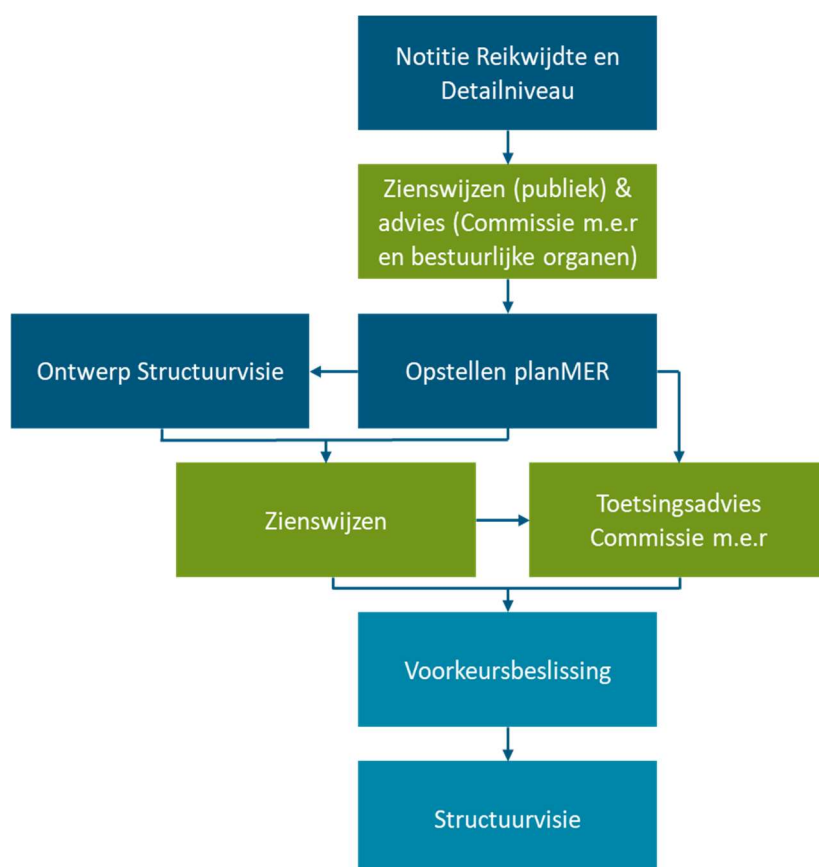 Notitie Reikwijdte en
Detailniveau
Zienswijzen (publiek) &
advies (Commissie m.e.r
en bestuurlijke organen)
Ontwerp Structuurvisie
Opstellen planMER
Zienswijzen
Toetsingsadvies
Commissie m.e.r
Voorkeursbeslissing
Structuurvisie